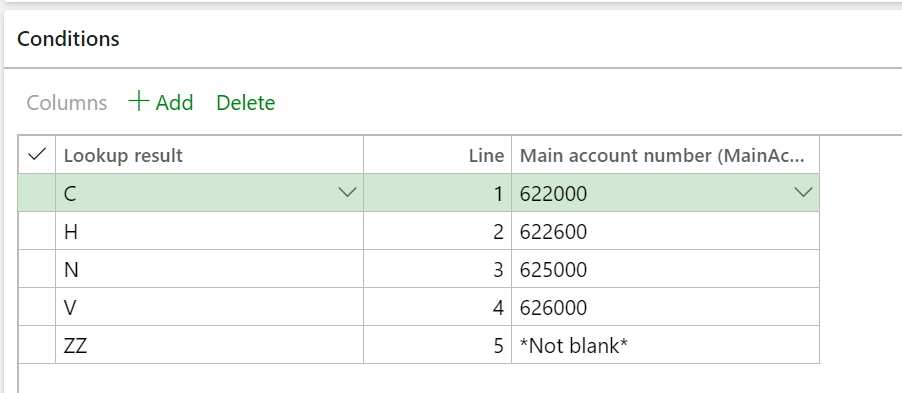 Conditions
Columns + Add Delete
Lookup result Line Main account number (MainAc...
C 1 622000
H 2 622600
N 3 625000
V 4 626000
ZZ 5 *Not blank*